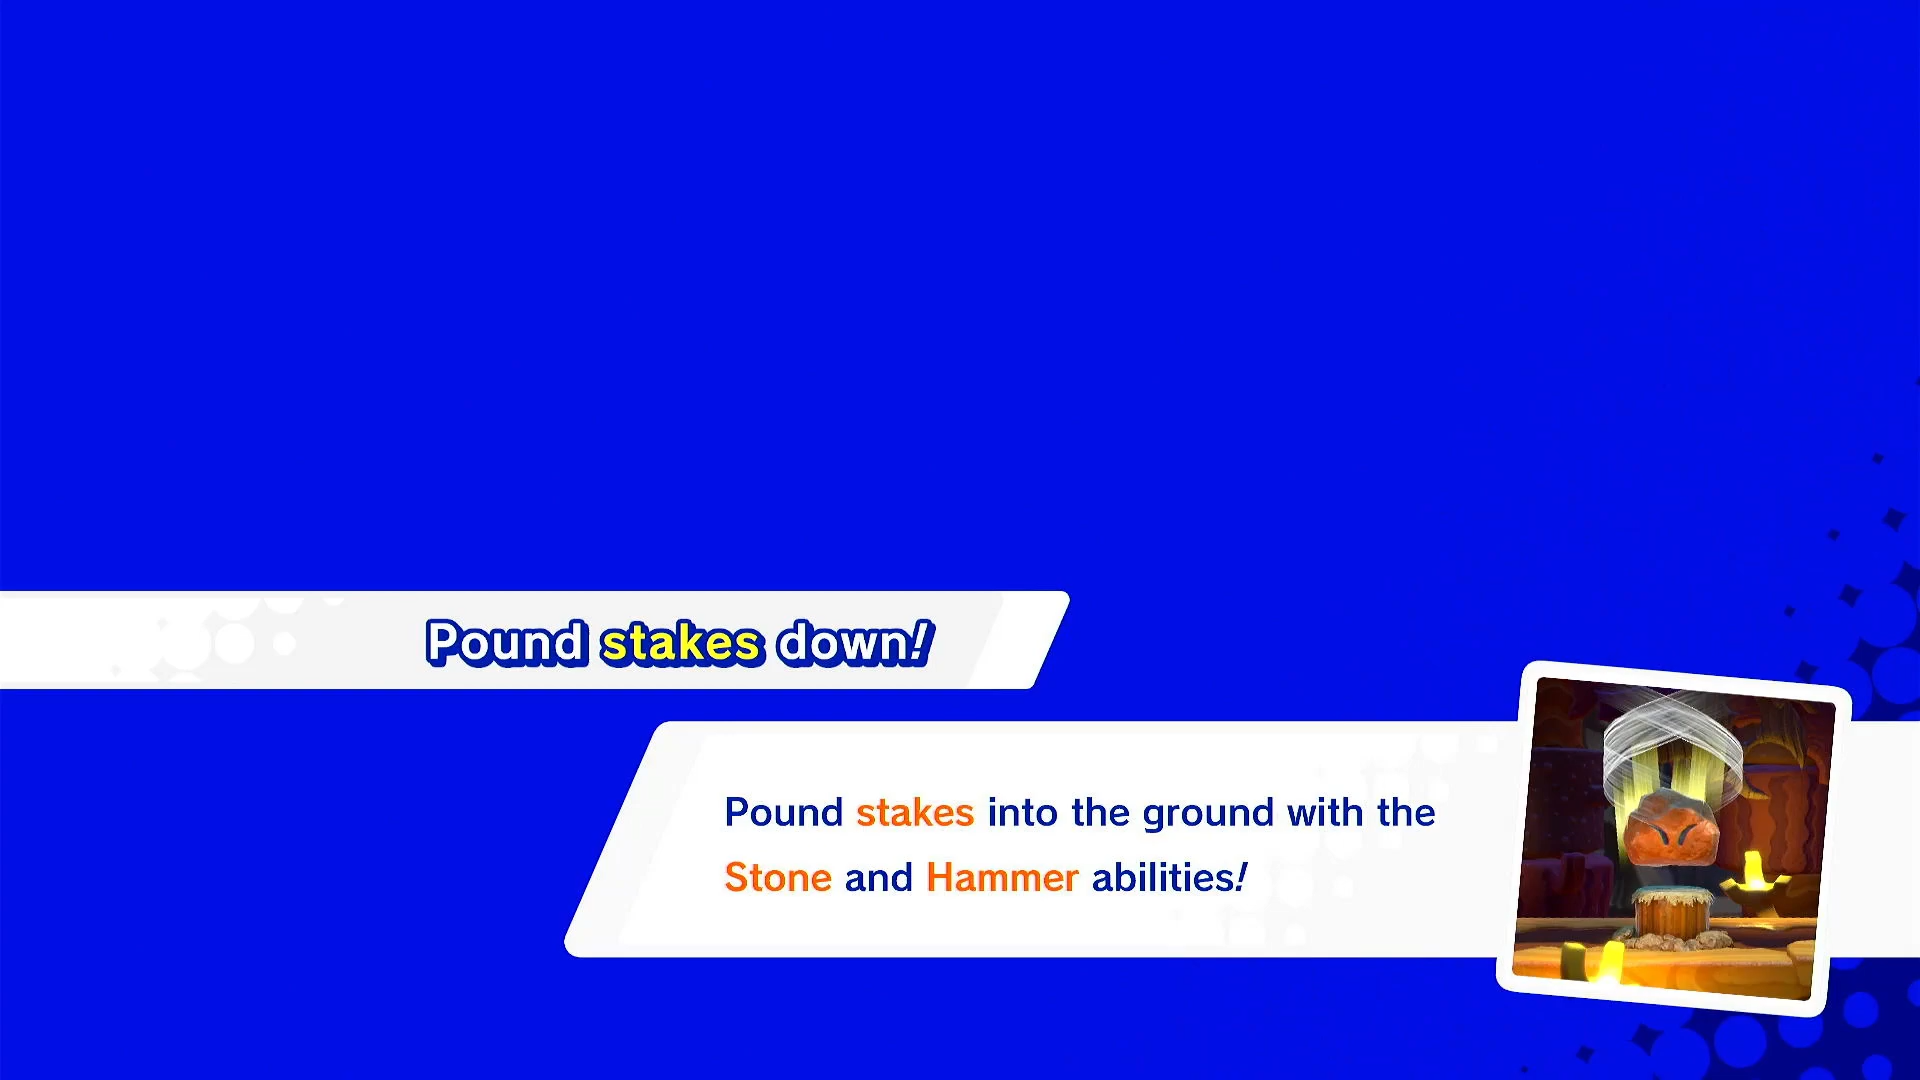 Pound stakes down!
Pound stakes into the ground with the
Stone and Hammer abilities!